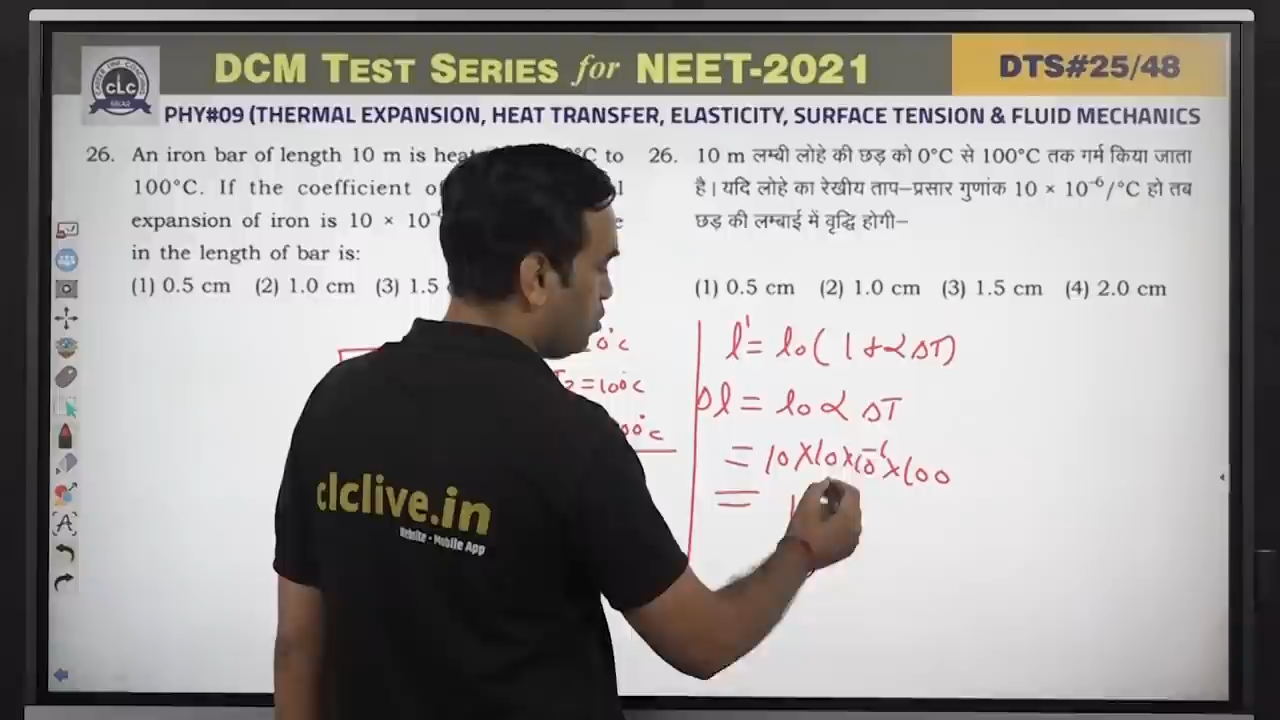 DCM TEST SERIES for NEET-2021
DTS#25/48
CLC
PHY#09 (THERMAL EXPANSION, HEAT TRANSFER, ELASTICITY, SURFACE TENSION & FLUID MECHANICS
26. An iron bar of length 10 m is °C to
100°C. If the coefficient
expansion of iron is 10 × 10
in the length of bar is:
(1) 0.5 cm (2) 1.0 cm (3) 1.5
26. 10 m लम्बी लोहे की छड़ को 0°C से 100°C तक गर्म किया जाता
है। यदि लोहे का रेखीय ताप–प्रसार गुणांक 10 × 10⁻⁶/°C हो तब
छड़ की लम्बाई में वृद्धि होगी–
(1) 0.5 cm (2) 1.0 cm (3) 1.5 cm (4) 2.0 cm
0°C
=100°C
00°C
l' = l0 ( 1 + α ΔT)
Δl = l0 α ΔT
= 10 × 10 × 10⁻⁶ × 100
=
clclive.in
Website - Mobile App